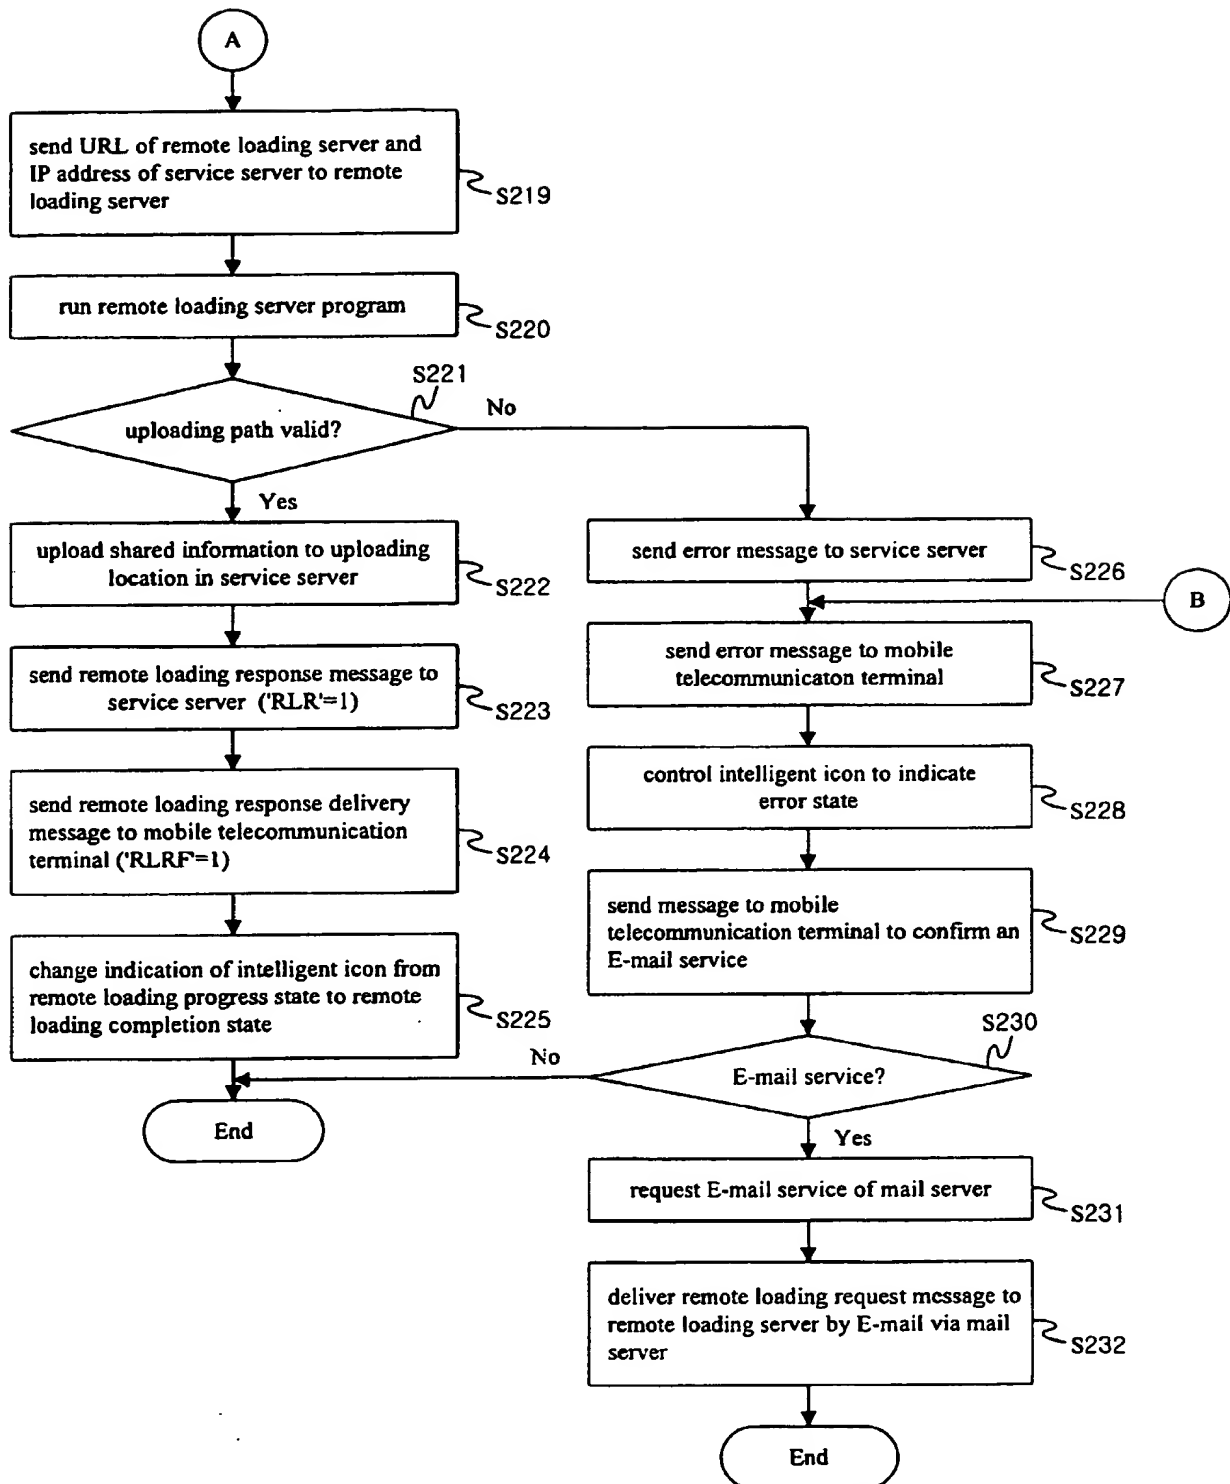 A
send URL of remote loading server and
IP address of service server to remote
loading server
S219
run remote loading server program
S220
S221
uploading path valid?
No
Yes
upload shared information to uploading
location in service server
S222
send remote loading response message to
service server ('RLR'=1)
S223
send remote loading response delivery
message to mobile telecommunication
terminal ('RLRF'=1)
S224
change indication of intelligent icon from
remote loading progress state to remote
loading completion state
S225
End
send error message to service server
S226
B
send error message to mobile
telecommunicaton terminal
S227
control intelligent icon to indicate
error state
S228
send message to mobile
telecommunication terminal to confirm an
E-mail service
S229
S230
No
E-mail service?
Yes
request E-mail service of mail server
S231
deliver remote loading request message to
remote loading server by E-mail via mail
server
S232
End